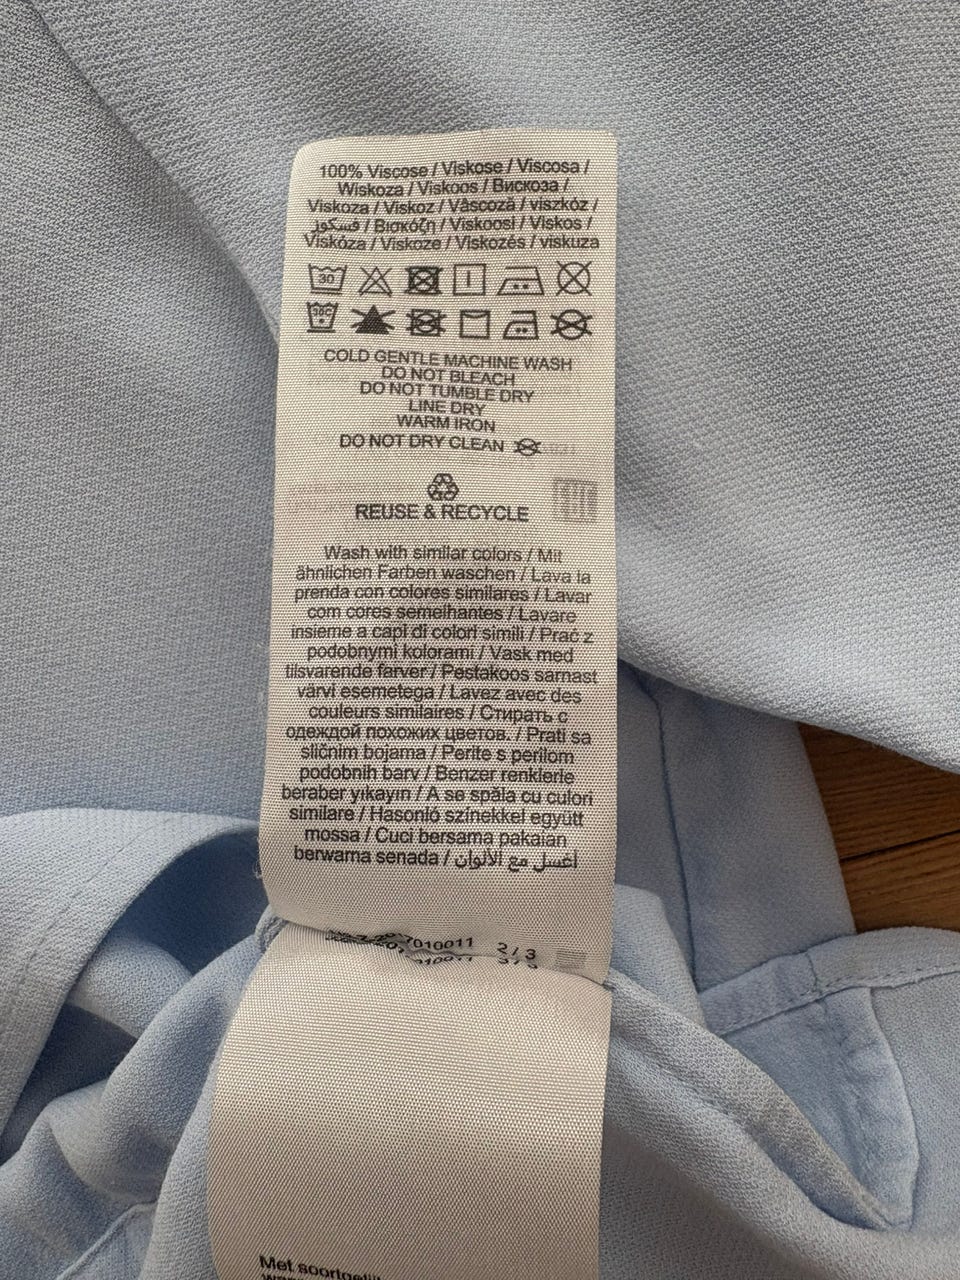 100% Viscose / Viskose / Viscosa /
Wiskoza / Viskoos / Вискоза /
Viskoza / Viskoz / Vâscoză / viszkóz /
فسكوز / Βισκόζη / Viskoosi / Viskos /
Viskóza / Viskoze / Viskozės / viskuza
30
30C
COLD GENTLE MACHINE WASH
DO NOT BLEACH
DO NOT TUMBLE DRY
LINE DRY
WARM IRON
DO NOT DRY CLEAN
REUSE & RECYCLE
Wash with similar colors / Mit
ähnlichen Farben waschen / Lava la
prenda con colores similares / Lavar
com cores semelhantes / Lavare
insieme a capi di colori simili / Prać z
podobnymi kolorami / Vask med
tilsvarende farver / Pestakoos samast
värvi esemetega / Lavez avec des
couleurs similaires / Стирать с
одеждой похожих цветов. / Prati sa
sličnim bojama / Perite s perilom
podobnih barv / Benzer renklerle
beraber yıkayın / A se spăla cu culori
similare / Hasonló színekkel együtt
mossa / Cuci bersama pakaian
berwarna senada / اغسل مع الألوان
7010011 2 / 3
Met